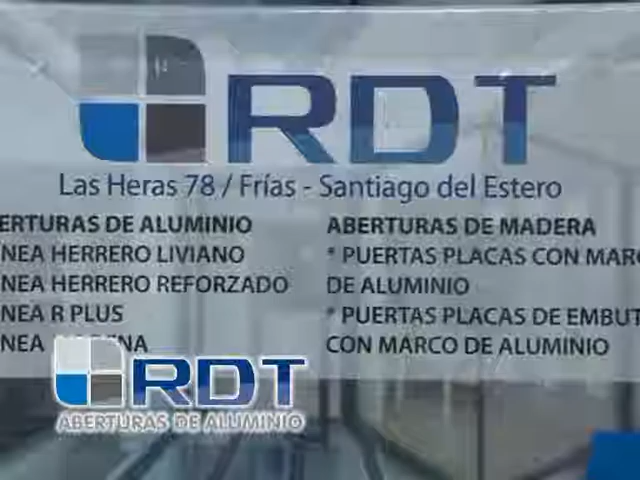 RDT
Las Heras 78 / Frías - Santiago del Estero
ERTURAS DE ALUMINIO
NEA HERRERO LIVIANO
NEA HERRERO REFORZADO
NEA R PLUS
NEA
ABERTURAS DE MADERA
* PUERTAS PLACAS CON MARC
DE ALUMINIO
* PUERTAS PLACAS DE EMBUT
CON MARCO DE ALUMINIO
RDT
ABERTURAS DE ALUMINIO